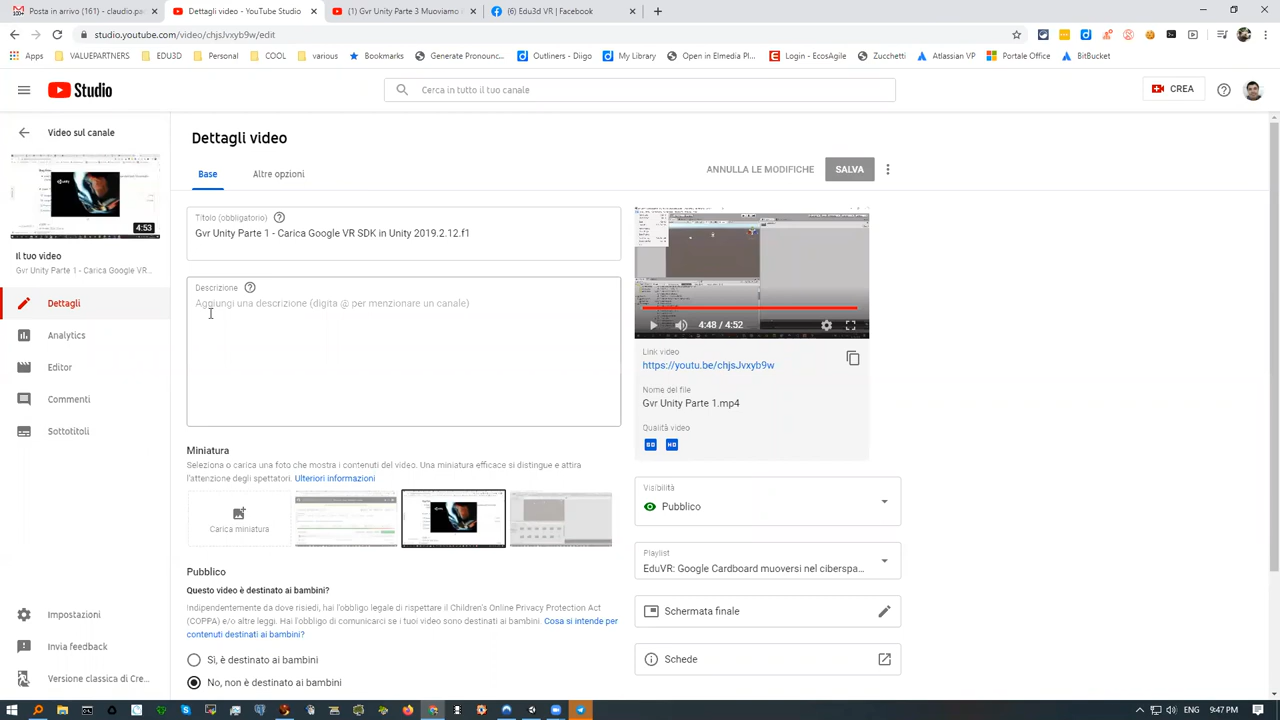 Posta in arrivo (161) - claudio.pa
Dettagli video - YouTube Studio
(1) Gvr Unity Parte 3 Muoviamo
(6) Edu3d VR | Facebook
studio.youtube.com/video/chjsJvxyb9w/edit
Apps
VALUEPARTNERS
EDU3D
Personal
COOL
various
Bookmarks
Generate Pronounc...
Outliners - Diigo
My Library
Open in Elmedia Pl...
Login - EcosAgile
Zucchetti
Atlassian VP
Portale Office
BitBucket
Studio
Cerca in tutto il tuo canale
CREA
Video sul canale
4:53
Il tuo video
Gvr Unity Parte 1 - Carica Google VR...
Dettagli
Analytics
Editor
Commenti
Sottotitoli
Impostazioni
Invia feedback
Versione classica di Cre...
Dettagli video
Base
Altre opzioni
ANNULLA LE MODIFICHE
SALVA
Titolo (obbligatorio)
Gvr Unity Parte 1 - Carica Google VR SDK in Unity 2019.2.12.f1
Descrizione
Aggiungi una descrizione (digita @ per menzionare un canale)
Miniatura
Seleziona o carica una foto che mostra i contenuti del video. Una miniatura efficace si distingue e attira
l'attenzione degli spettatori. Ulteriori informazioni
Carica miniatura
Pubblico
Questo video è destinato ai bambini?
Indipendentemente da dove risiedi, hai l'obbligo legale di rispettare il Children's Online Privacy Protection Act
(COPPA) e/o altre leggi. Hai l'obbligo di comunicarci se i tuoi video sono destinati ai bambini. Cosa si intende per
contenuti destinati ai bambini?
Sì, è destinato ai bambini
No, non è destinato ai bambini
4:48 / 4:52
Link video
https://youtu.be/chjsJvxyb9w
Nome del file
Gvr Unity Parte 1.mp4
Qualità video
SD
HD
Visibilità
Pubblico
Playlist
EduVR: Google Cardboard muoversi nel ciberspa...
Schermata finale
Schede
9:47 PM